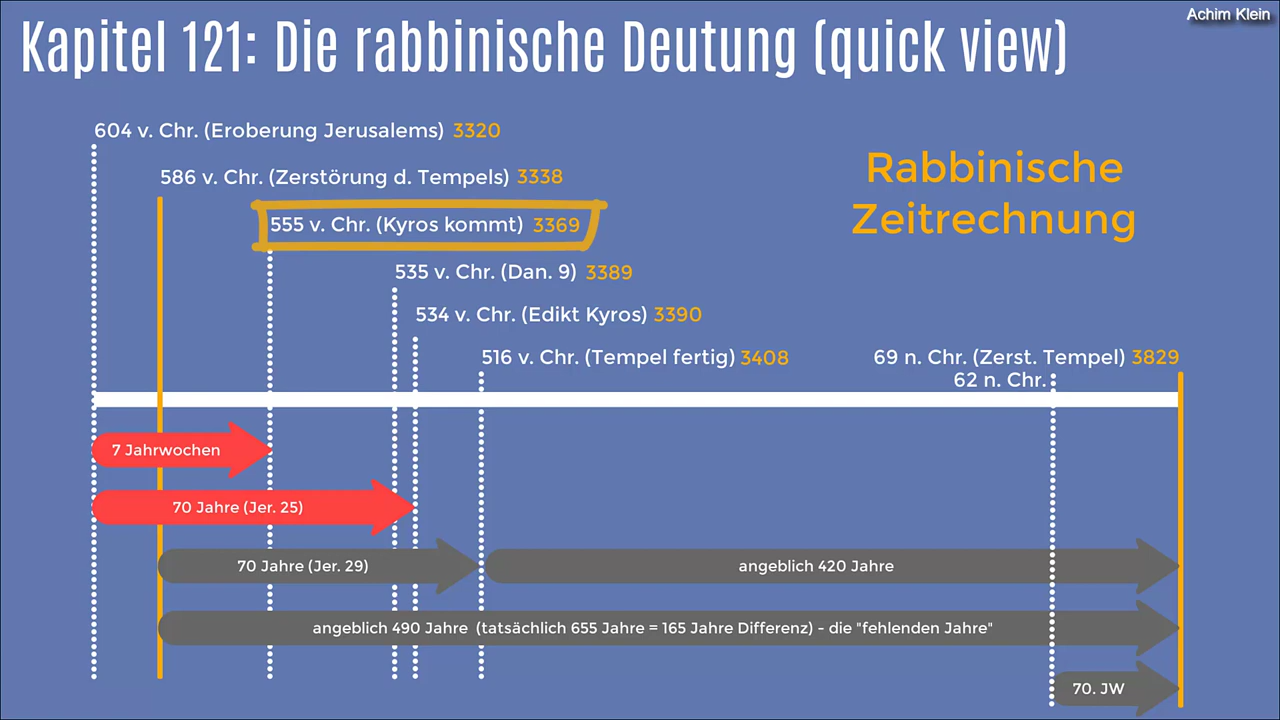 Achim Klein
Kapitel 121: Die rabbinische Deutung (quick view)
604 v. Chr. (Eroberung Jerusalems) 3320
586 v. Chr. (Zerstörung d. Tempels) 3338
555 v. Chr. (Kyros kommt) 3369
535 v. Chr. (Dan. 9) 3389
534 v. Chr. (Edikt Kyros) 3390
516 v. Chr. (Tempel fertig) 3408
69 n. Chr. (Zerst. Tempel) 3829
62 n. Chr.
Rabbinische
Zeitrechnung
7 Jahrwochen
70 Jahre (Jer. 25)
70 Jahre (Jer. 29)
angeblich 420 Jahre
angeblich 490 Jahre (tatsächlich 655 Jahre = 165 Jahre Differenz) - die "fehlenden Jahre"
70. JW